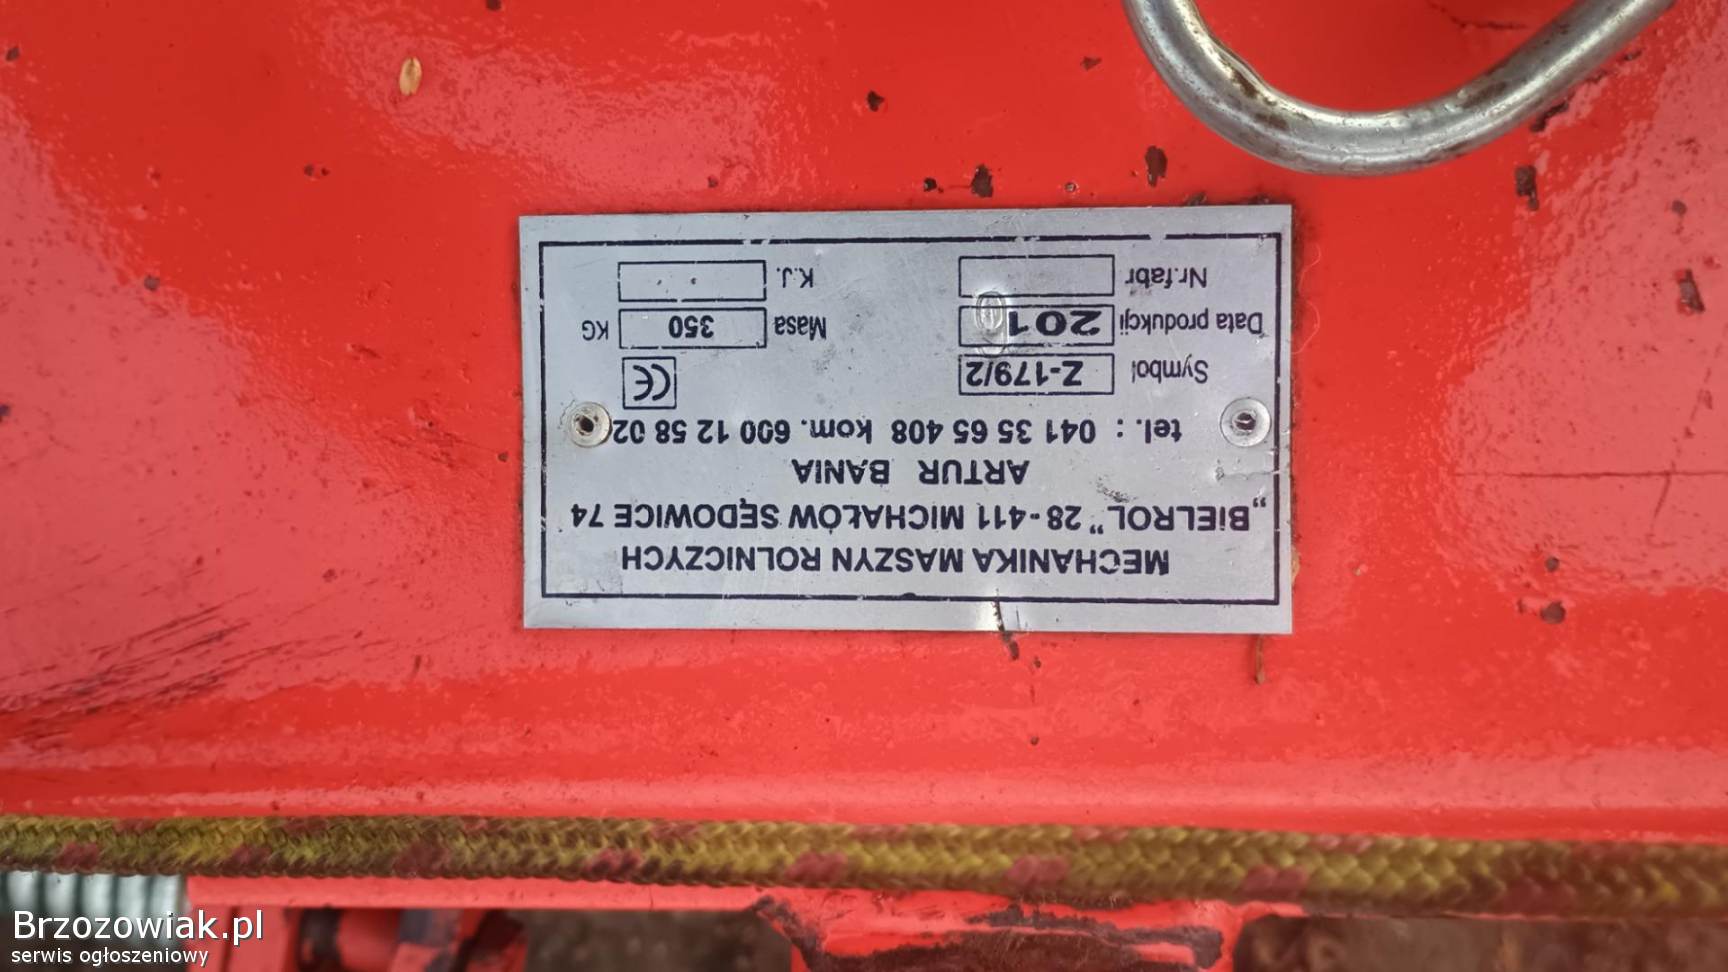 MECHANIKA MASZYN ROLNICZYCH
„BIELROL” 28-411 MICHAŁÓW SĘDOWICE 74
ARTUR BANIA
tel. : 041 35 65 408 kom. 600 12 58 02
Symbol Z-179/2 CE
Data produkcji 2010 Masa 350 KG
Nr.fabr K.J.
Brzozowiak.pl
serwis ogłoszeniowy